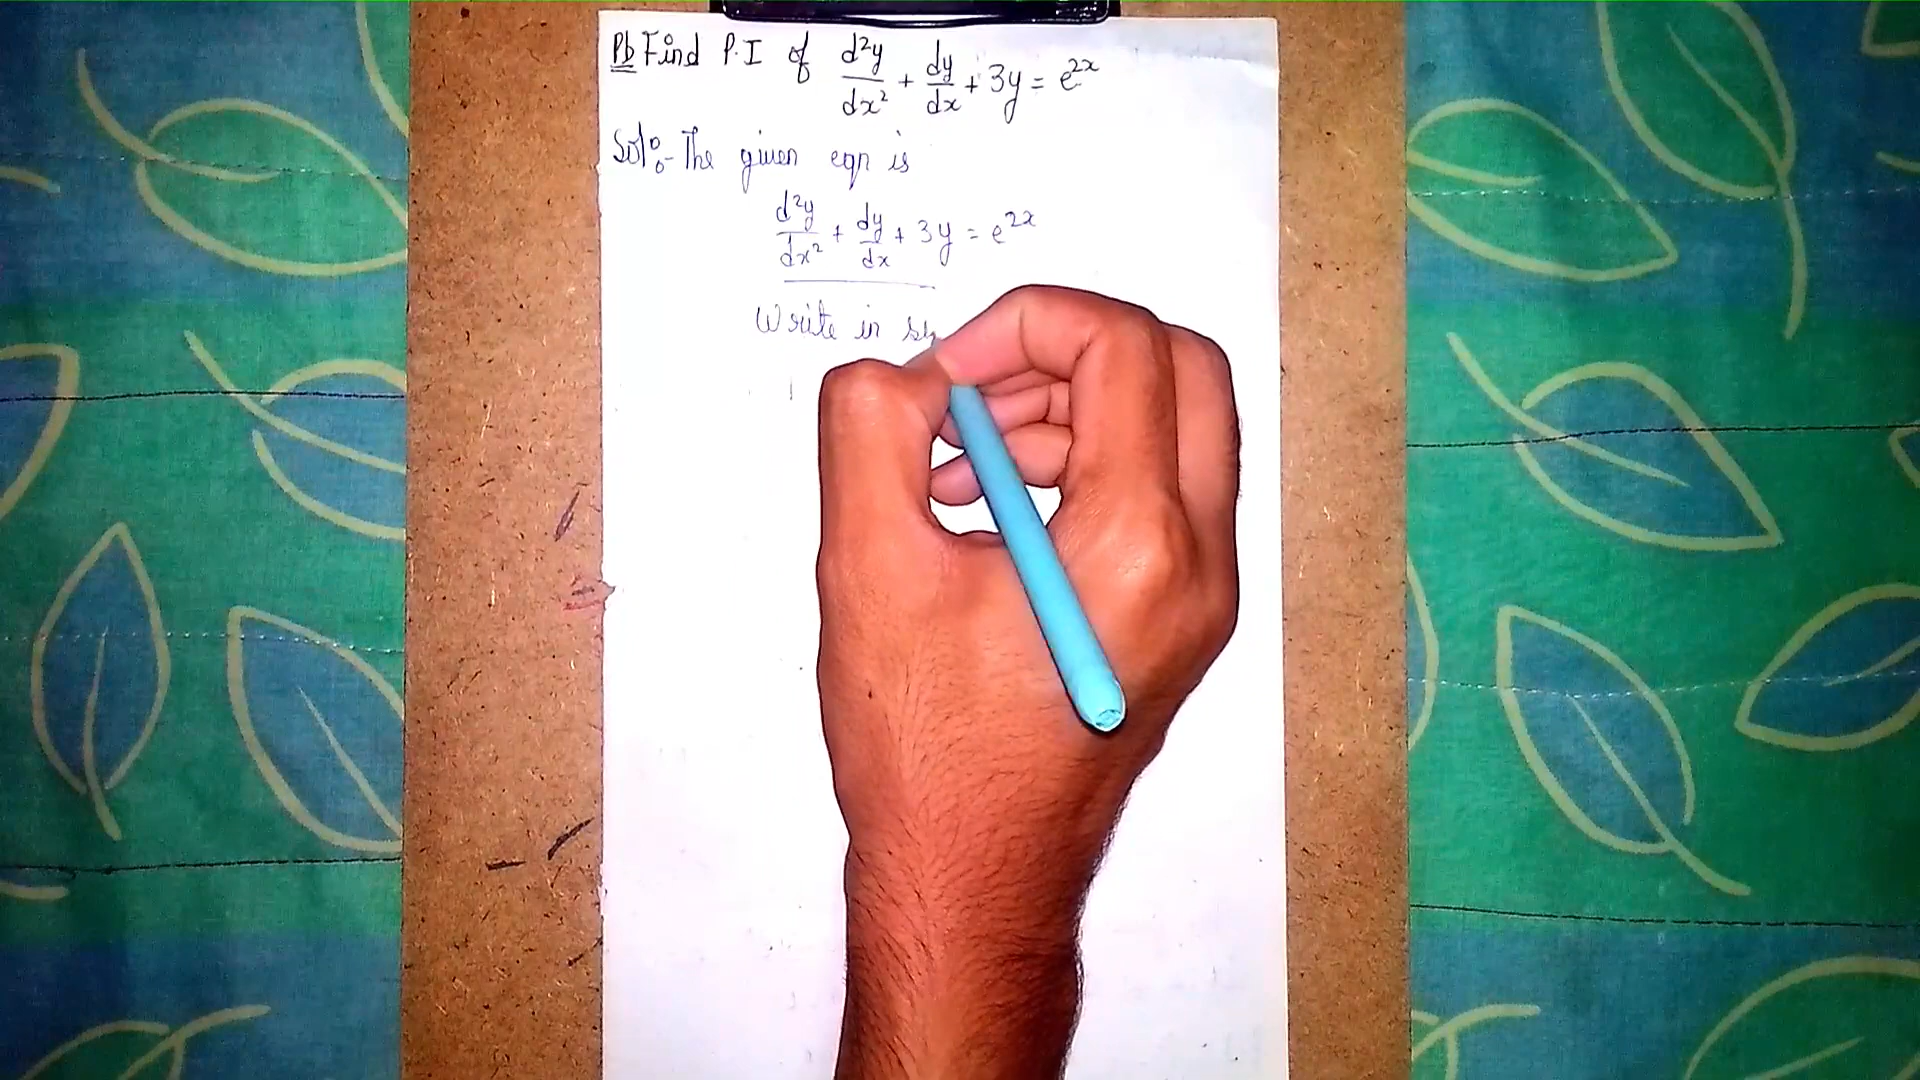 Pb Find P.I of d²y/dx² + dy/dx + 3y = e^2x
Sol:- The given eqn is
d²y/dx² + dy/dx + 3y = e^2x
Write in